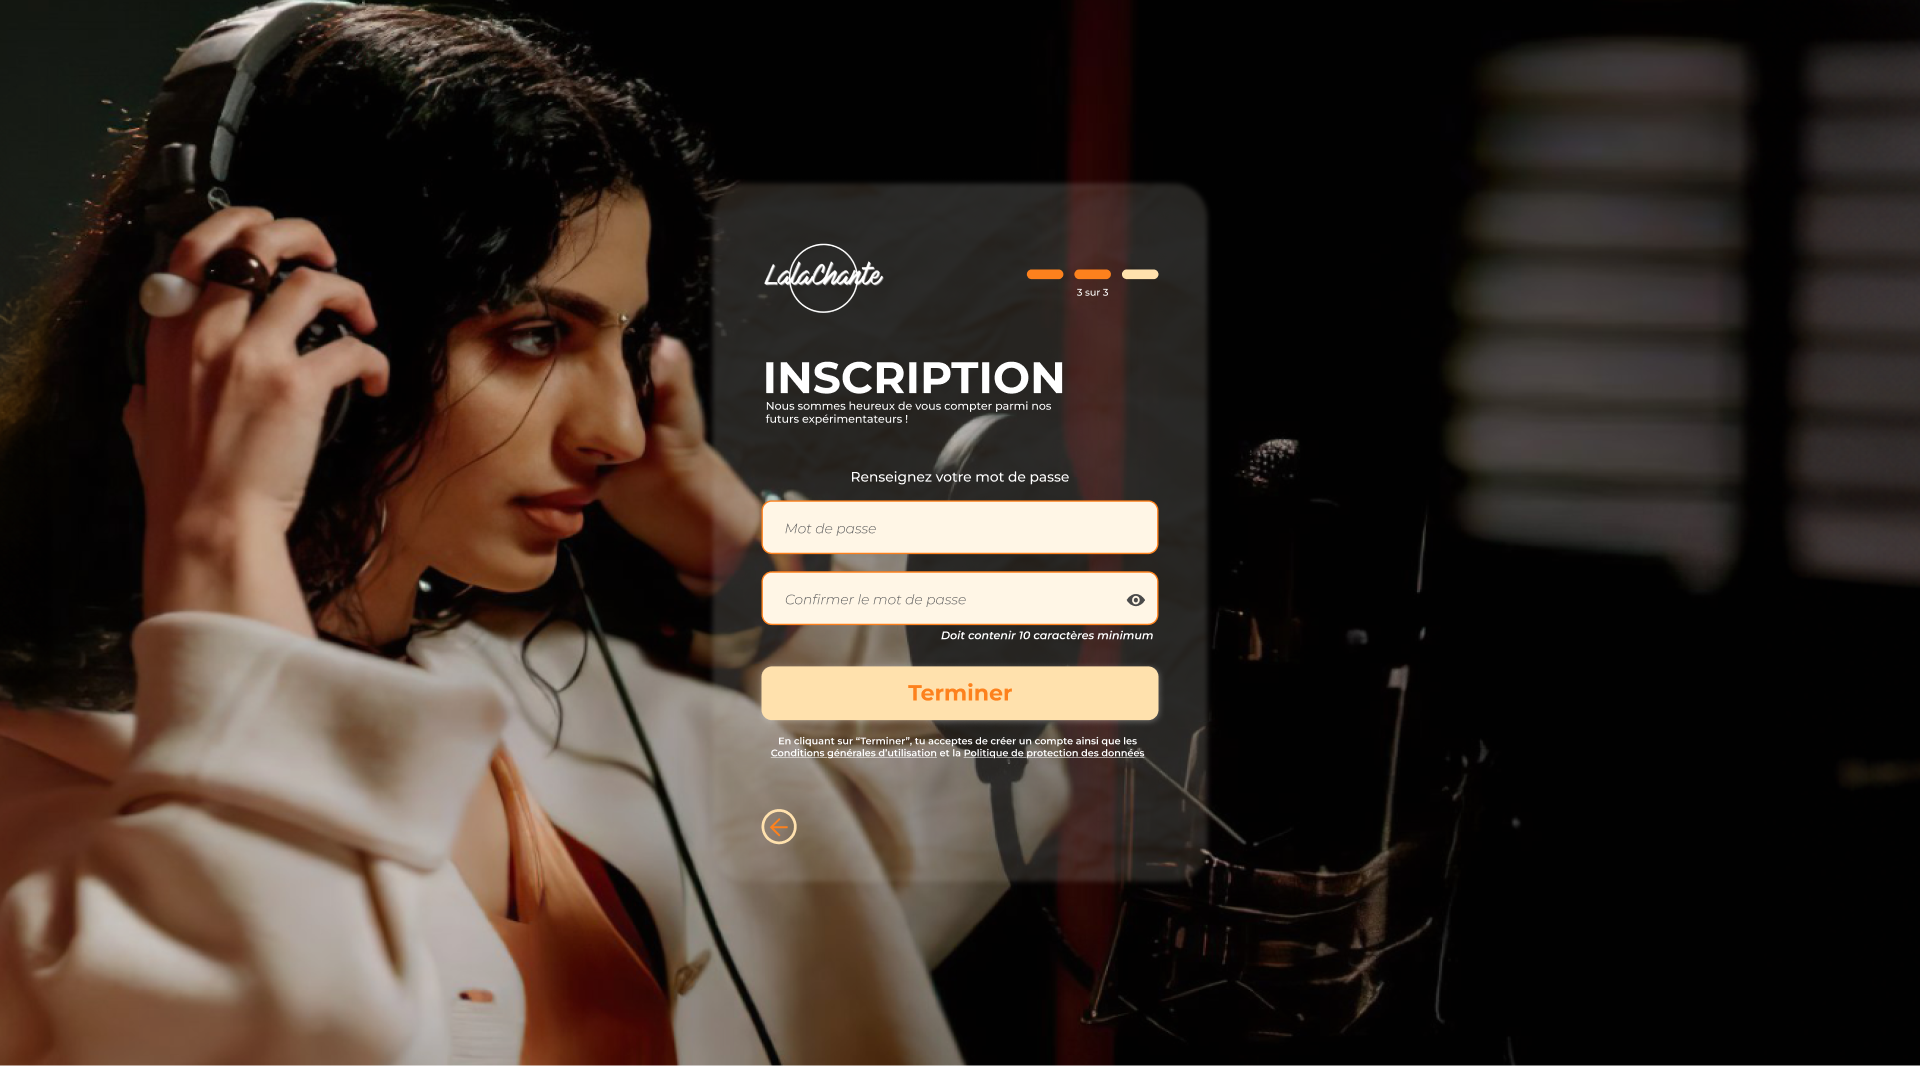 LalaChante
3 sur 3
INSCRIPTION
Nous sommes heureux de vous compter parmi nos
futurs expérimentateurs !
Renseignez votre mot de passe
Mot de passe
Confirmer le mot de passe
Doit contenir 10 caractères minimum
Terminer
En cliquant sur “Terminer”, tu acceptes de créer un compte ainsi que les
Conditions générales d’utilisation et la Politique de protection des données